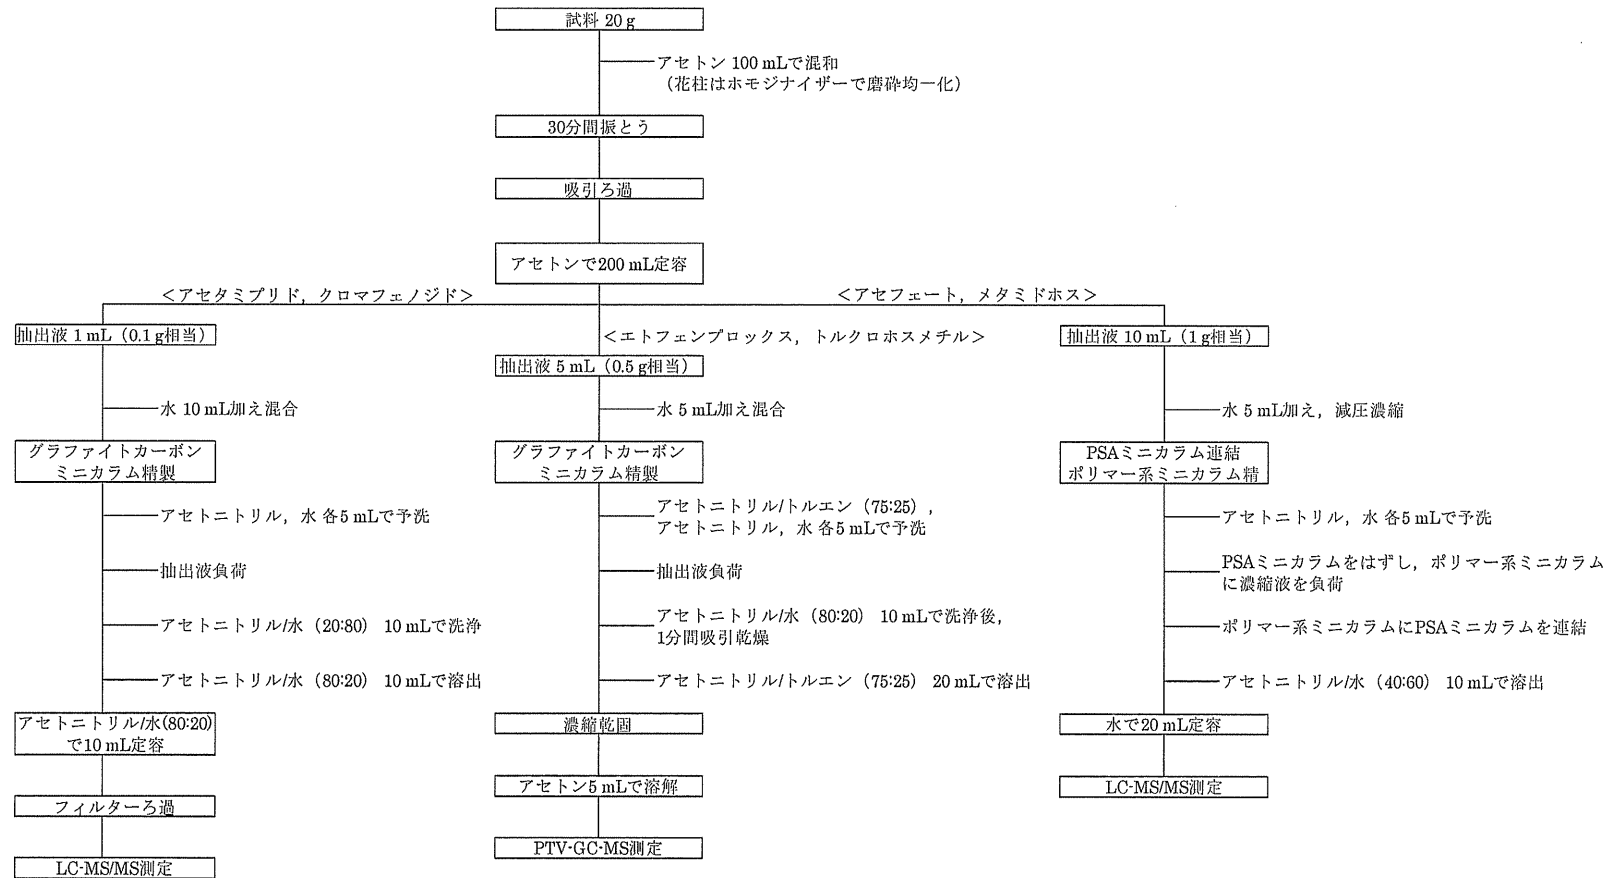 試料 20 g
アセトン 100 mLで混和
（花柱はホモジナイザーで磨砕均一化）
30分間振とう
吸引ろ過
アセトンで200 mL定容
＜アセタミプリド，クロマフェノジド＞
抽出液 1 mL（0.1 g相当）
水 10 mL加え混合
グラファイトカーボン
ミニカラム精製
アセトニトリル，水 各5 mLで予洗
抽出液負荷
アセトニトリル/水（20:80） 10 mLで洗浄
アセトニトリル/水（80:20） 10 mLで溶出
アセトニトリル/水(80:20)
で10 mL定容
フィルターろ過
LC-MS/MS測定
＜エトフェンプロックス，トルクロホスメチル＞
抽出液 5 mL（0.5 g相当）
水 5 mL加え混合
グラファイトカーボン
ミニカラム精製
アセトニトリル/トルエン（75:25），
アセトニトリル，水 各5 mLで予洗
抽出液負荷
アセトニトリル/水（80:20） 10 mLで洗浄後，
1分間吸引乾燥
アセトニトリル/トルエン（75:25） 20 mLで溶出
濃縮乾固
アセトン5 mLで溶解
PTV-GC-MS測定
＜アセフェート，メタミドホス＞
抽出液 10 mL（1 g相当）
水 5 mL加え，減圧濃縮
PSAミニカラム連結
ポリマー系ミニカラム精
アセトニトリル，水 各5 mLで予洗
PSAミニカラムをはずし，ポリマー系ミニカラム
に濃縮液を負荷
ポリマー系ミニカラムにPSAミニカラムを連結
アセトニトリル/水（40:60） 10 mLで溶出
水で20 mL定容
LC-MS/MS測定